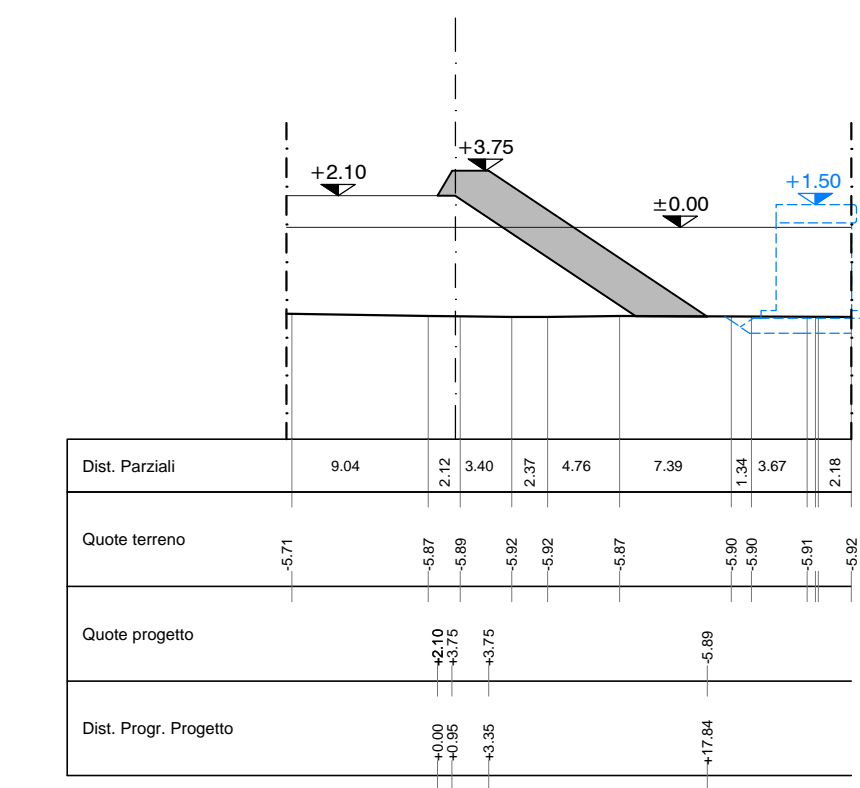 +3.75
+2.10
+1.50
±0.00
Dist. Parziali 9.04 2.12 3.40 2.37 4.76 7.39 1.34 3.67 2.18
Quote terreno -5.71 -5.87 -5.89 -5.92 -5.92 -5.87 -5.90 -5.90 -5.91 -5.92
Quote progetto +2.10 +3.75 +3.75 -5.89
Dist. Progr. Progetto +0.00 +0.95 +3.35 +17.84